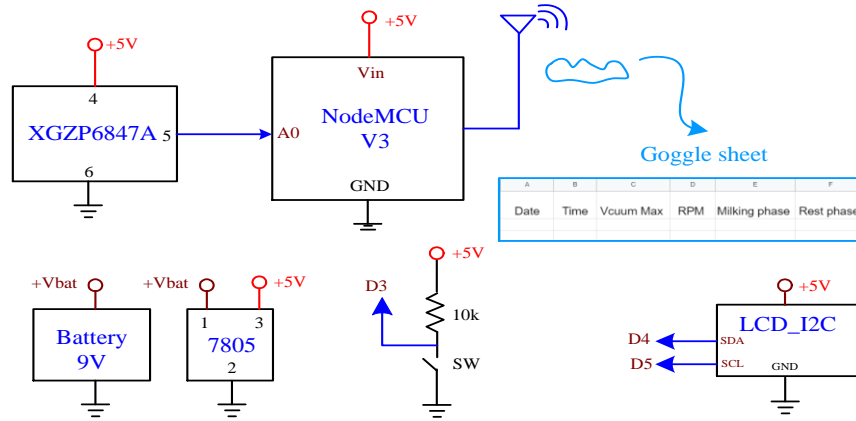 +5V
4
XGZP6847A
5
6
+5V
Vin
NodeMCU
V3
A0
GND
Goggle sheet
A B C D E F
Date Time Vcuum Max RPM Milking phase Rest phase
+Vbat
Battery
9V
+Vbat
+5V
1 3
7805
2
+5V
D3
10k
SW
+5V
LCD_I2C
D4 SDA
D5 SCL
GND